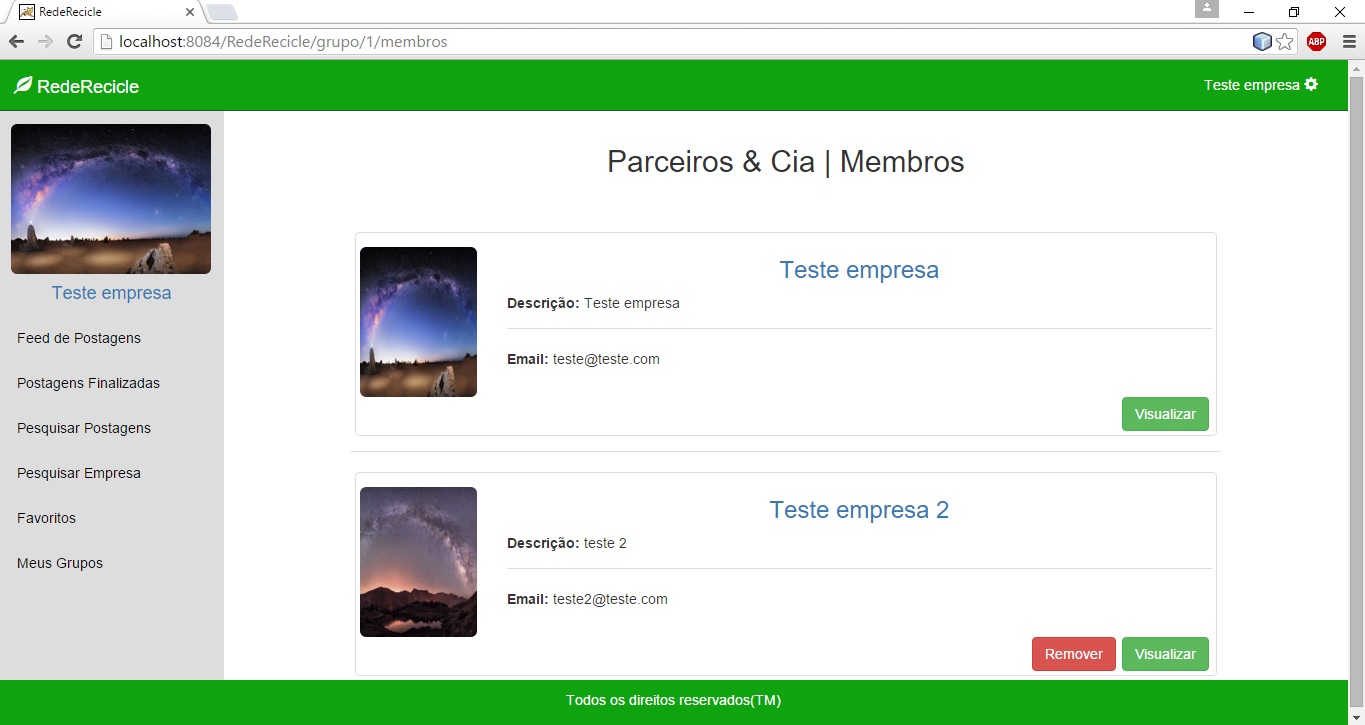 RedeRecicle
localhost:8084/RedeRecicle/grupo/1/membros
ABP
RedeRecicle
Teste empresa
Teste empresa
Feed de Postagens
Postagens Finalizadas
Pesquisar Postagens
Pesquisar Empresa
Favoritos
Meus Grupos
Parceiros & Cia | Membros
Teste empresa
Descrição: Teste empresa
Email: teste@teste.com
Visualizar
Teste empresa 2
Descrição: teste 2
Email: teste2@teste.com
Remover Visualizar
Todos os direitos reservados(TM)